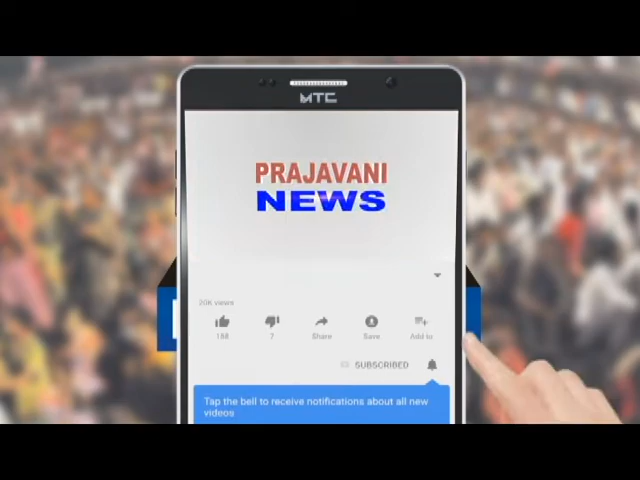 MTC
PRAJAVANI
NEWS
20K views
188
7
Share
Save
Add to
SUBSCRIBED
Tap the bell to receive notifications about all new
videos